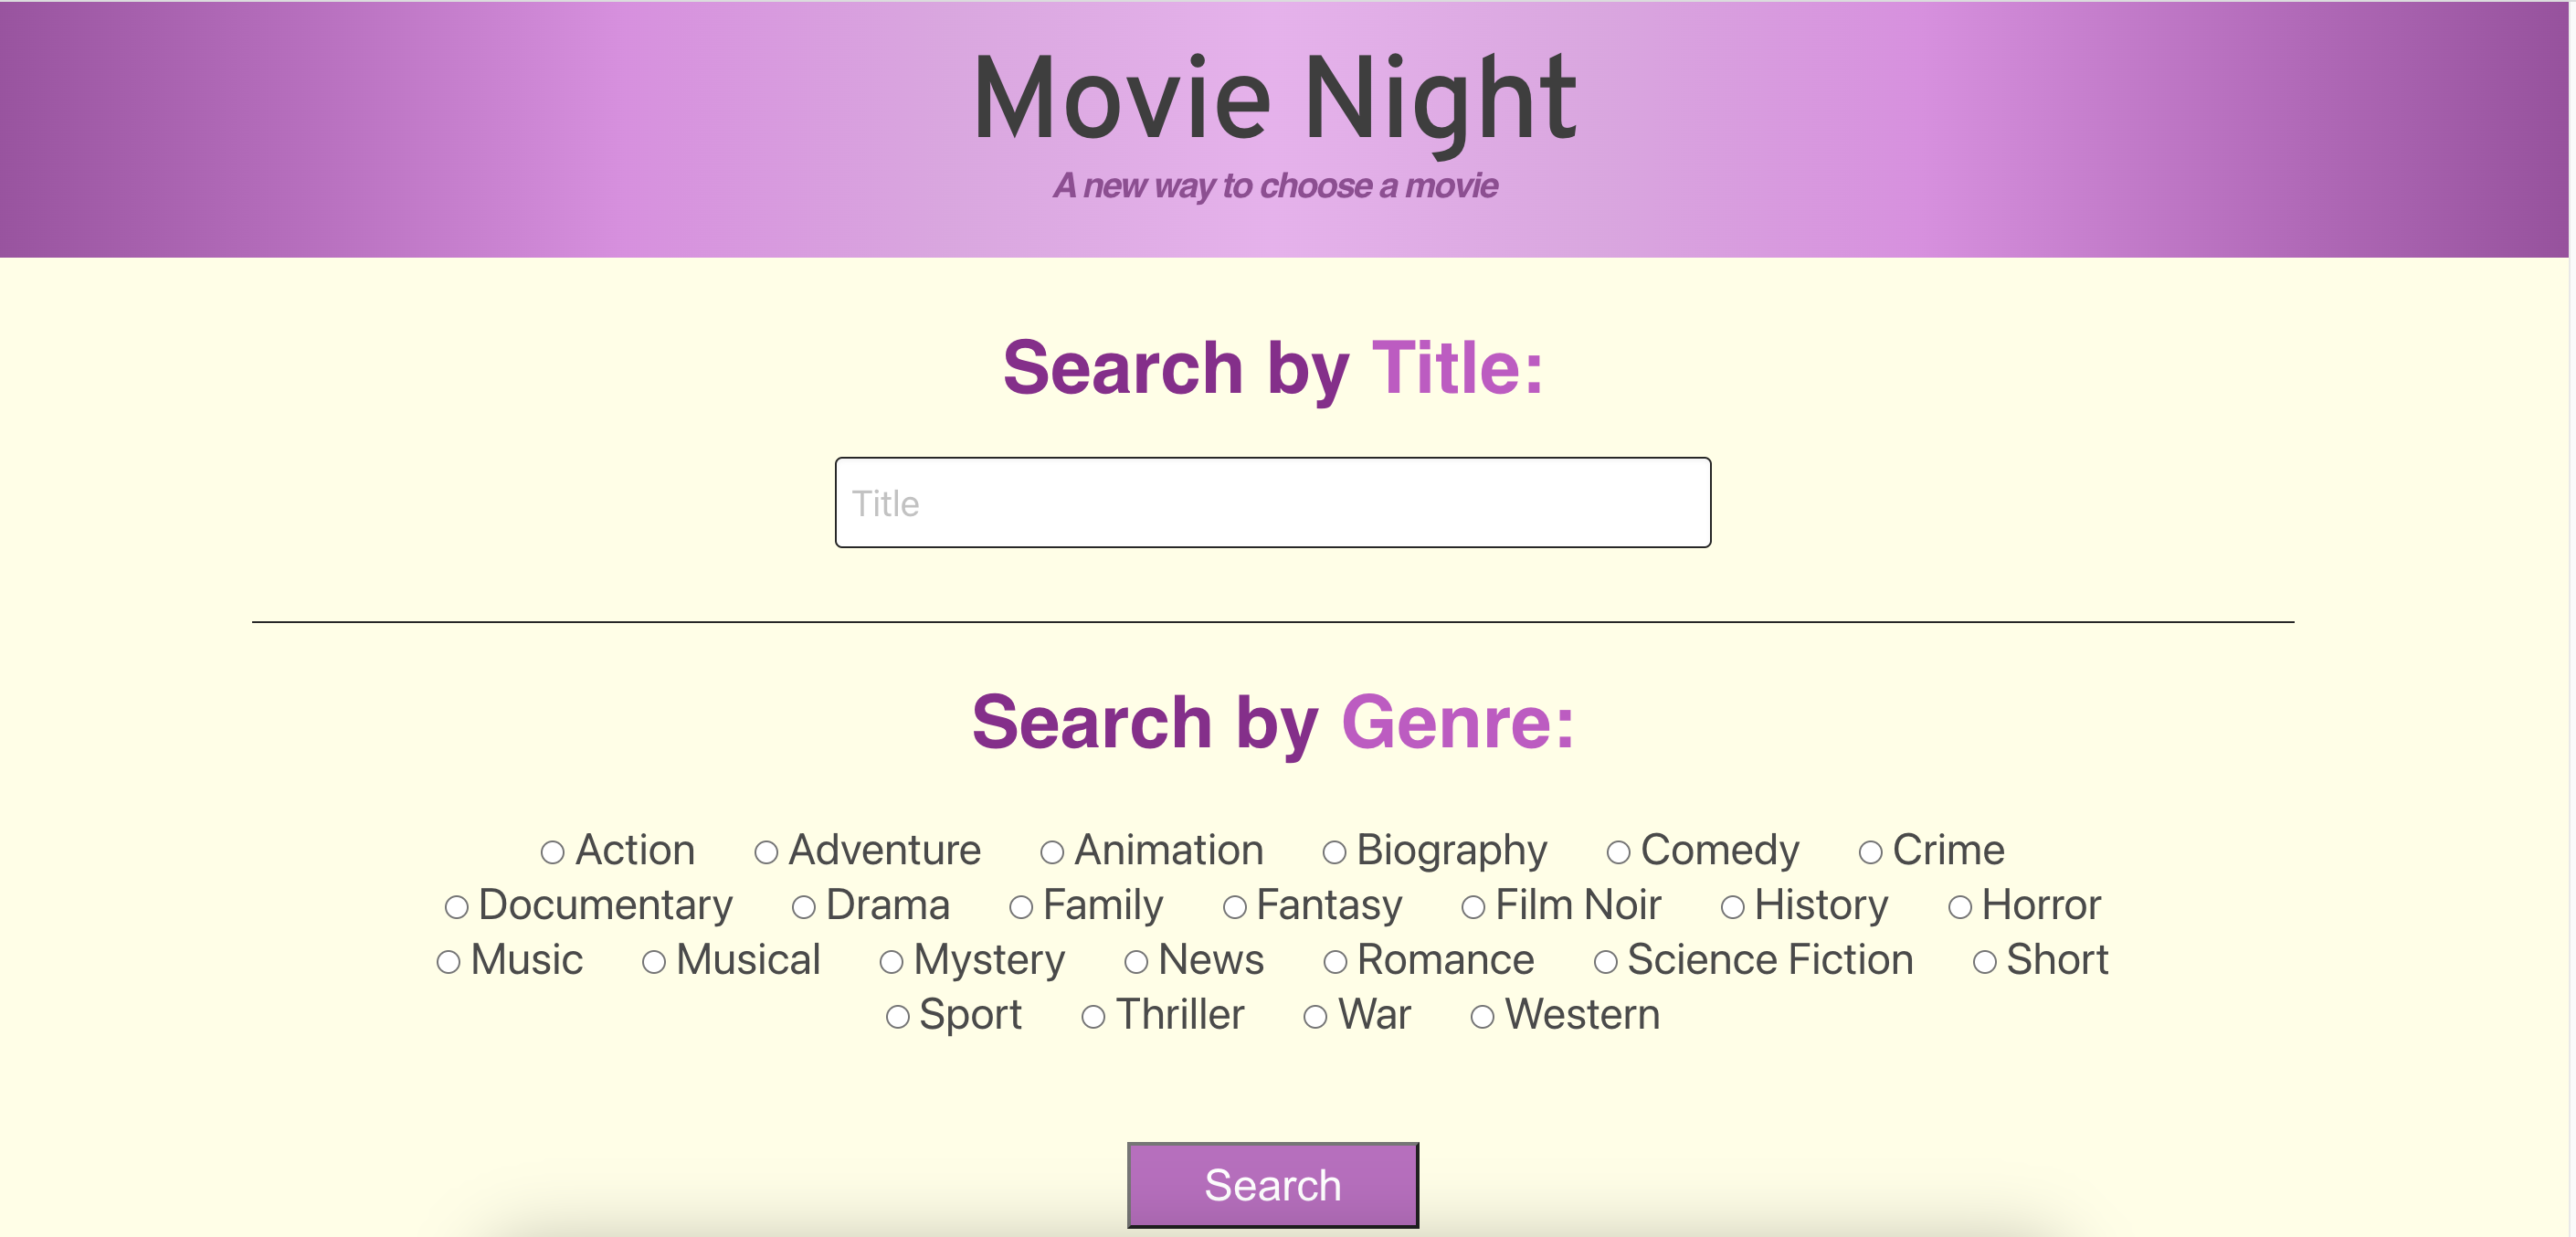 Movie Night
A new way to choose a movie
Search by Title:
Title
Search by Genre:
Action Adventure Animation Biography Comedy Crime
Documentary Drama Family Fantasy Film Noir History Horror
Music Musical Mystery News Romance Science Fiction Short
Sport Thriller War Western
Search